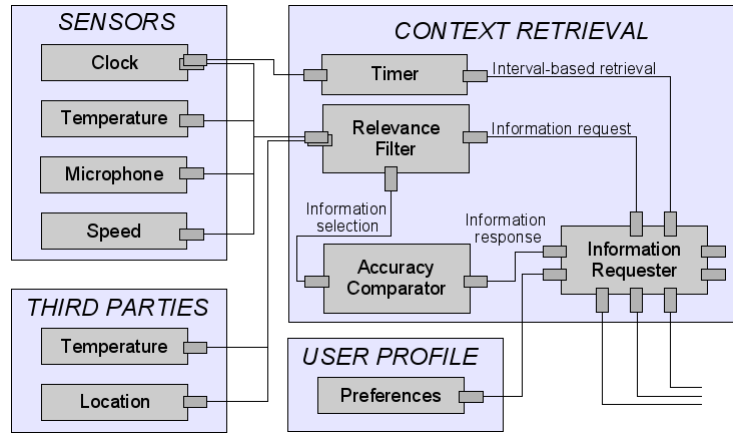 SENSORS
Clock
Temperature
Microphone
Speed
THIRD PARTIES
Temperature
Location
CONTEXT RETRIEVAL
Timer
Interval-based retrieval
Relevance
Filter
Information request
Information
selection
Information
response
Accuracy
Comparator
Information
Requester
USER PROFILE
Preferences